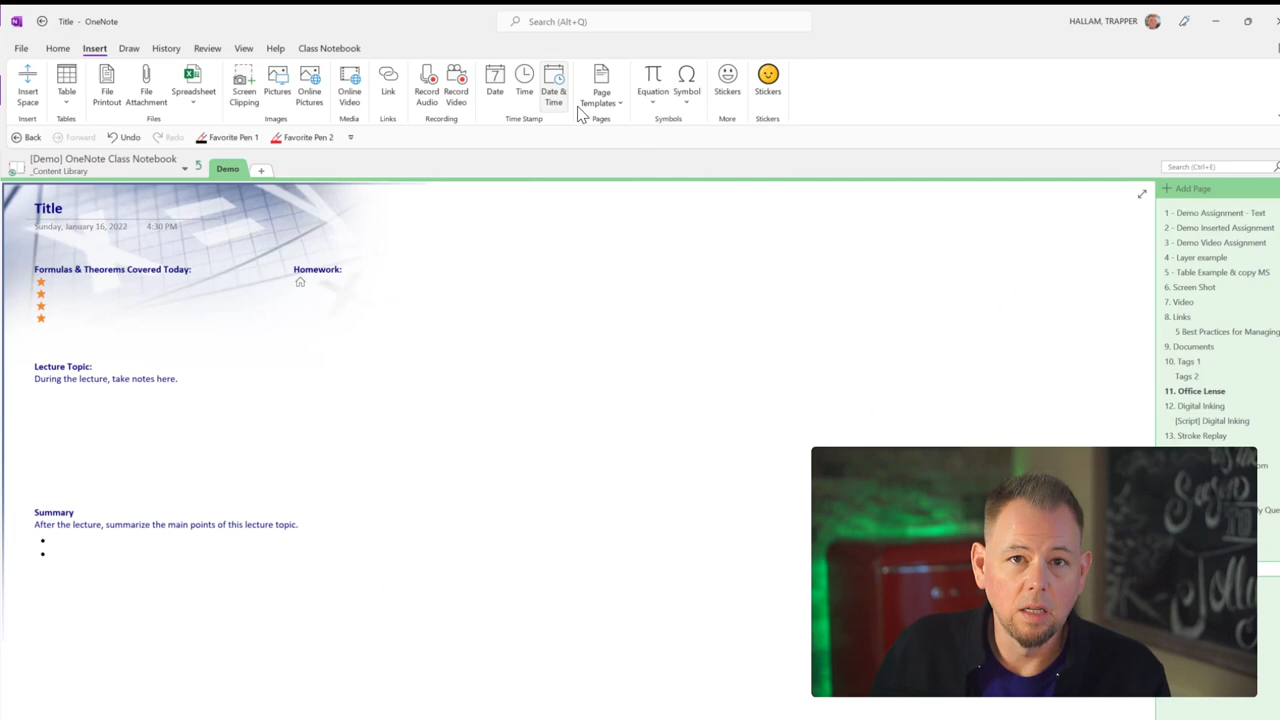 Title - OneNote
Search (Alt+Q)
HALLAM, TRAPPER
File Home Insert Draw History Review View Help Class Notebook
Insert Space
Table
File Printout
File Attachment
Spreadsheet
Screen Clipping
Pictures
Online Pictures
Online Video
Link
Record Audio
Record Video
7
Date
Time
Date & Time
Page Templates
Equation
Symbol
Stickers
Stickers
Insert Tables Files Images Media Links Recording Time Stamp Pages Symbols More Stickers
Back Forward Undo Redo Favorite Pen 1 Favorite Pen 2
[Demo] OneNote Class Notebook
_Content Library
Demo
Search (Ctrl+E)
Title
Sunday, January 16, 2022 4:30 PM
Formulas & Theorems Covered Today:
Homework:
Lecture Topic:
During the lecture, take notes here.
Summary
After the lecture, summarize the main points of this lecture topic.
Add Page
1 - Demo Assignment - Text
2 - Demo Inserted Assignment
3 - Demo Video Assignment
4 - Layer example
5 - Table Example & copy MS
6. Screen Shot
7. Video
8. Links
5 Best Practices for Managing
9. Documents
10. Tags 1
Tags 2
11. Office Lense
12. Digital Inking
[Script] Digital Inking
13. Stroke Replay
om
y Que